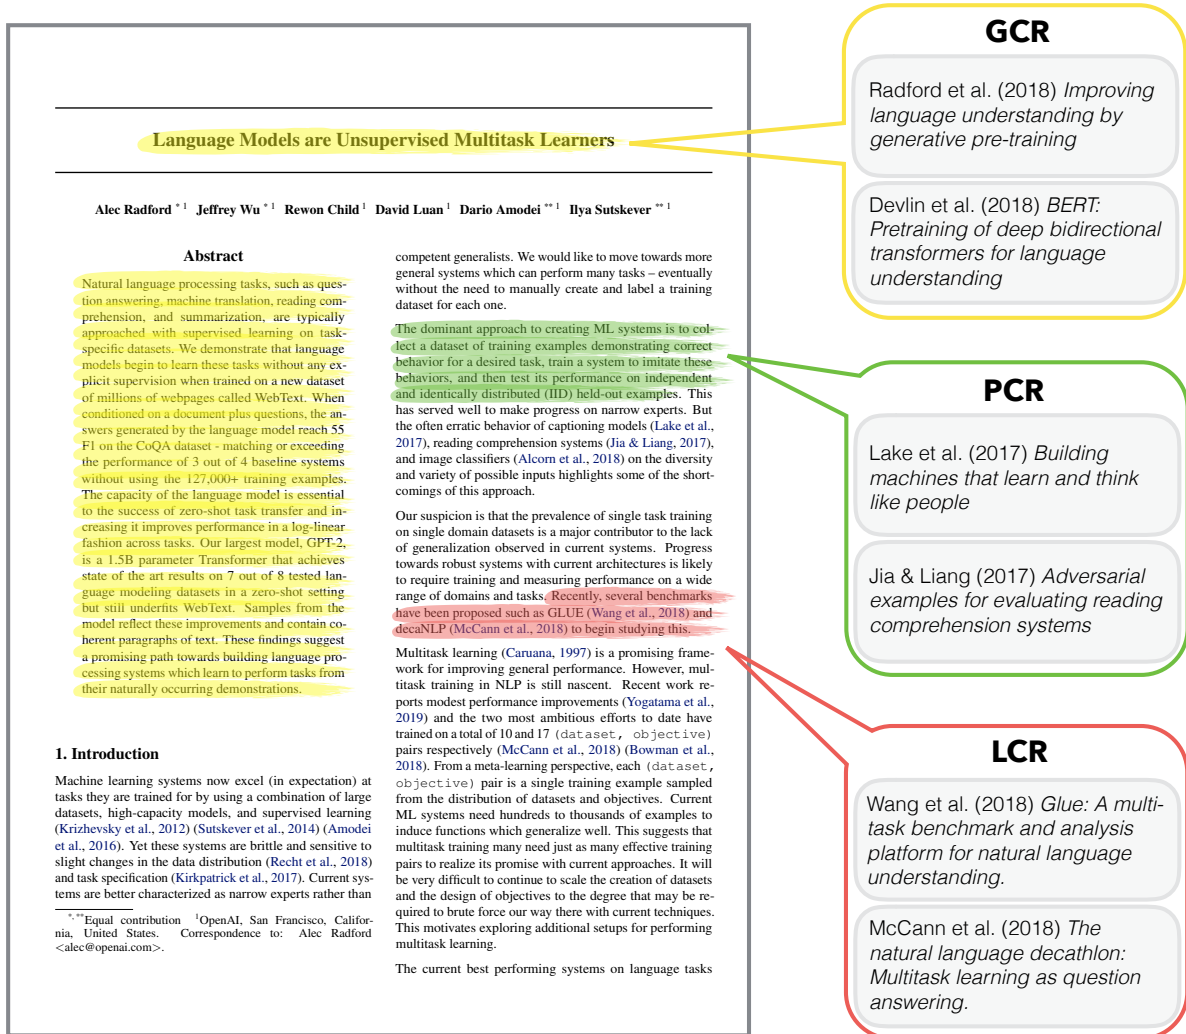 Language Models are Unsupervised Multitask Learners
Alec Radford * 1 Jeffrey Wu * 1 Rewon Child 1 David Luan 1 Dario Amodei ** 1 Ilya Sutskever ** 1
Abstract
Natural language processing tasks, such as ques-
tion answering, machine translation, reading com-
prehension, and summarization, are typically
approached with supervised learning on task-
specific datasets. We demonstrate that language
models begin to learn these tasks without any ex-
plicit supervision when trained on a new dataset
of millions of webpages called WebText. When
conditioned on a document plus questions, the an-
swers generated by the language model reach 55
F1 on the CoQA dataset - matching or exceeding
the performance of 3 out of 4 baseline systems
without using the 127,000+ training examples.
The capacity of the language model is essential
to the success of zero-shot task transfer and in-
creasing it improves performance in a log-linear
fashion across tasks. Our largest model, GPT-2,
is a 1.5B parameter Transformer that achieves
state of the art results on 7 out of 8 tested lan-
guage modeling datasets in a zero-shot setting
but still underfits WebText. Samples from the
model reflect these improvements and contain co-
herent paragraphs of text. These findings suggest
a promising path towards building language pro-
cessing systems which learn to perform tasks from
their naturally occurring demonstrations.
1. Introduction
Machine learning systems now excel (in expectation) at
tasks they are trained for by using a combination of large
datasets, high-capacity models, and supervised learning
(Krizhevsky et al., 2012) (Sutskever et al., 2014) (Amodei
et al., 2016). Yet these systems are brittle and sensitive to
slight changes in the data distribution (Recht et al., 2018)
and task specification (Kirkpatrick et al., 2017). Current sys-
tems are better characterized as narrow experts rather than
*, **Equal contribution 1OpenAI, San Francisco, Califor-
nia, United States. Correspondence to: Alec Radford
<alec@openai.com>.
competent generalists. We would like to move towards more
general systems which can perform many tasks – eventually
without the need to manually create and label a training
dataset for each one.
The dominant approach to creating ML systems is to col-
lect a dataset of training examples demonstrating correct
behavior for a desired task, train a system to imitate these
behaviors, and then test its performance on independent
and identically distributed (IID) held-out examples. This
has served well to make progress on narrow experts. But
the often erratic behavior of captioning models (Lake et al.,
2017), reading comprehension systems (Jia & Liang, 2017),
and image classifiers (Alcorn et al., 2018) on the diversity
and variety of possible inputs highlights some of the short-
comings of this approach.
Our suspicion is that the prevalence of single task training
on single domain datasets is a major contributor to the lack
of generalization observed in current systems. Progress
towards robust systems with current architectures is likely
to require training and measuring performance on a wide
range of domains and tasks. Recently, several benchmarks
have been proposed such as GLUE (Wang et al., 2018) and
decaNLP (McCann et al., 2018) to begin studying this.
Multitask learning (Caruana, 1997) is a promising frame-
work for improving general performance. However, mul-
titask training in NLP is still nascent. Recent work re-
ports modest performance improvements (Yogatama et al.,
2019) and the two most ambitious efforts to date have
trained on a total of 10 and 17 (dataset, objective)
pairs respectively (McCann et al., 2018) (Bowman et al.,
2018). From a meta-learning perspective, each (dataset,
objective) pair is a single training example sampled
from the distribution of datasets and objectives. Current
ML systems need hundreds to thousands of examples to
induce functions which generalize well. This suggests that
multitask training many need just as many effective training
pairs to realize its promise with current approaches. It will
be very difficult to continue to scale the creation of datasets
and the design of objectives to the degree that may be re-
quired to brute force our way there with current techniques.
This motivates exploring additional setups for performing
multitask learning.
The current best performing systems on language tasks
GCR
Radford et al. (2018) Improving
language understanding by
generative pre-training
Devlin et al. (2018) BERT:
Pretraining of deep bidirectional
transformers for language
understanding
PCR
Lake et al. (2017) Building
machines that learn and think
like people
Jia & Liang (2017) Adversarial
examples for evaluating reading
comprehension systems
LCR
Wang et al. (2018) Glue: A multi-
task benchmark and analysis
platform for natural language
understanding.
McCann et al. (2018) The
natural language decathlon:
Multitask learning as question
answering.